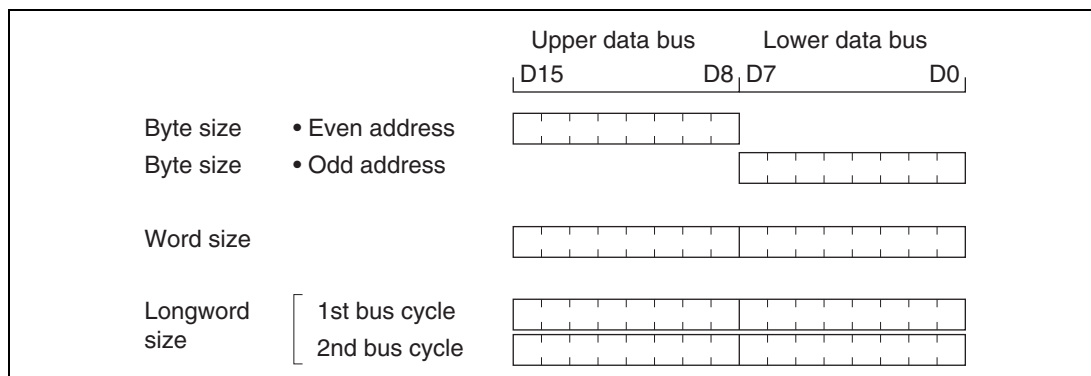 Upper data bus Lower data bus
D15 D8 D7 D0
Byte size • Even address
Byte size • Odd address
Word size
Longword size 1st bus cycle
2nd bus cycle